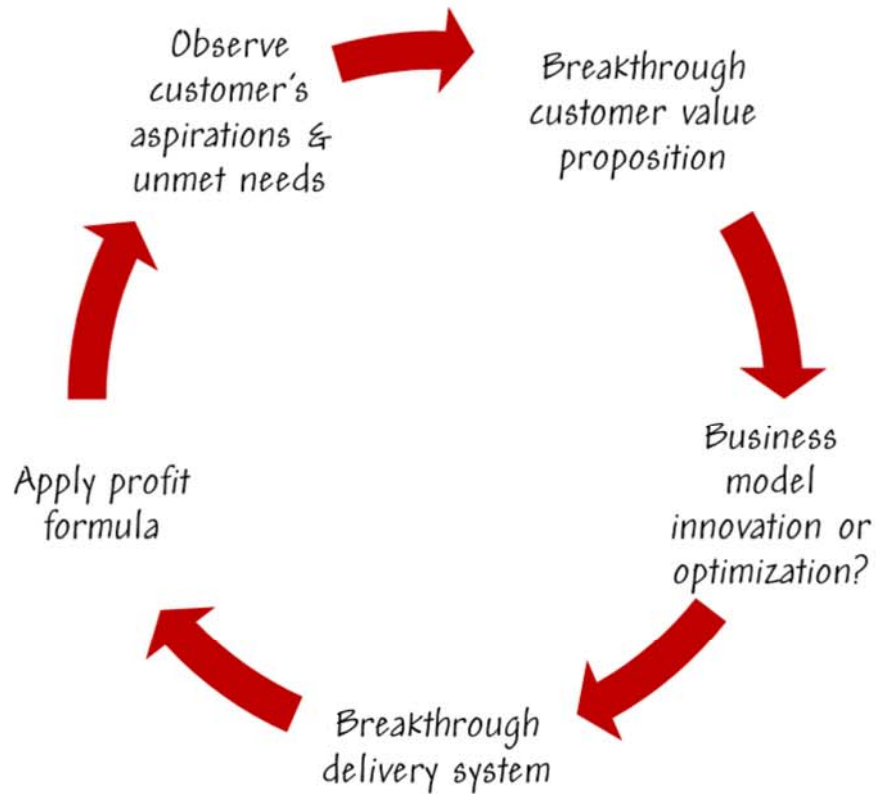 Observe
customer's
aspirations &
unmet needs
Breakthrough
customer value
proposition
Business
model
innovation or
optimization?
Breakthrough
delivery system
Apply profit
formula